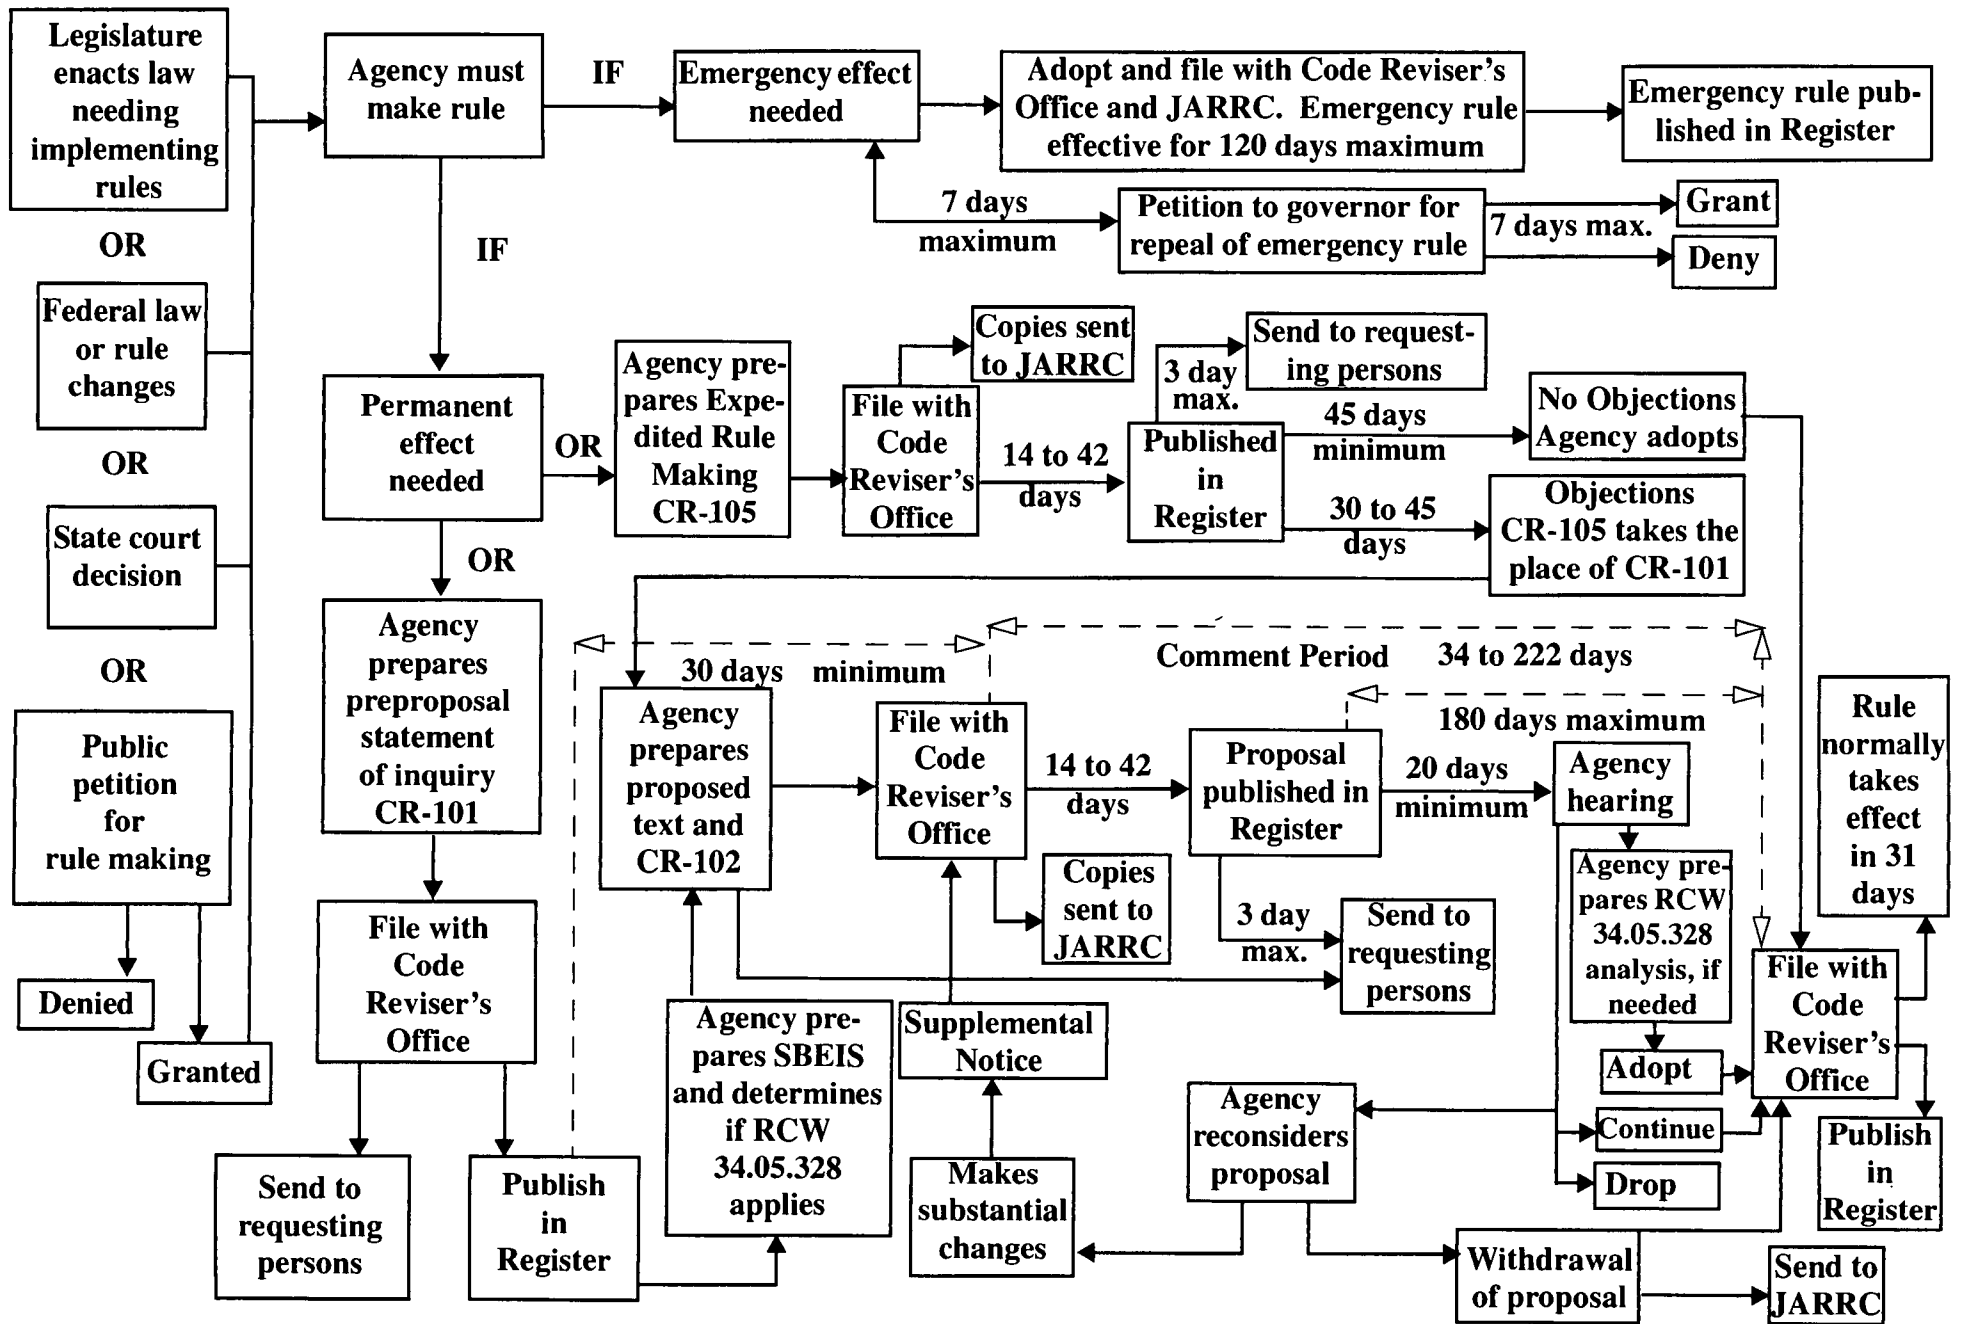 Legislature
enacts law
needing
implementing
rules
OR
Federal law
or rule
changes
OR
State court
decision
OR
Public
petition
for
rule making
Denied
Granted
Agency must
make rule
IF
Emergency effect
needed
Adopt and file with Code Reviser's
Office and JARRC. Emergency rule
effective for 120 days maximum
Emergency rule pub-
lished in Register
7 days
maximum
Petition to governor for
repeal of emergency rule
7 days max.
Grant
Deny
IF
Permanent
effect
needed
OR
Agency pre-
pares Expe-
dited Rule
Making
CR-105
File with
Code
Reviser's
Office
Copies sent
to JARRC
14 to 42
days
Published
in
Register
3 day
max.
Send to request-
ing persons
45 days
minimum
No Objections
Agency adopts
30 to 45
days
Objections
CR-105 takes the
place of CR-101
OR
Agency
prepares
preproposal
statement
of inquiry
CR-101
File with
Code
Reviser's
Office
Send to
requesting
persons
Publish
in
Register
30 days minimum
Agency
prepares
proposed
text and
CR-102
Agency pre-
pares SBEIS
and determines
if RCW
34.05.328
applies
File with
Code
Reviser's
Office
Copies
sent to
JARRC
Supplemental
Notice
Makes
substantial
changes
Comment Period 34 to 222 days
180 days maximum
14 to 42
days
Proposal
published in
Register
3 day
max.
Send to
requesting
persons
20 days
minimum
Agency
hearing
Agency pre-
pares RCW
34.05.328
analysis, if
needed
Adopt
Continue
Drop
Agency
reconsiders
proposal
Withdrawal
of proposal
Send to
JARRC
File with
Code
Reviser's
Office
Rule
normally
takes
effect
in 31
days
Publish
in
Register